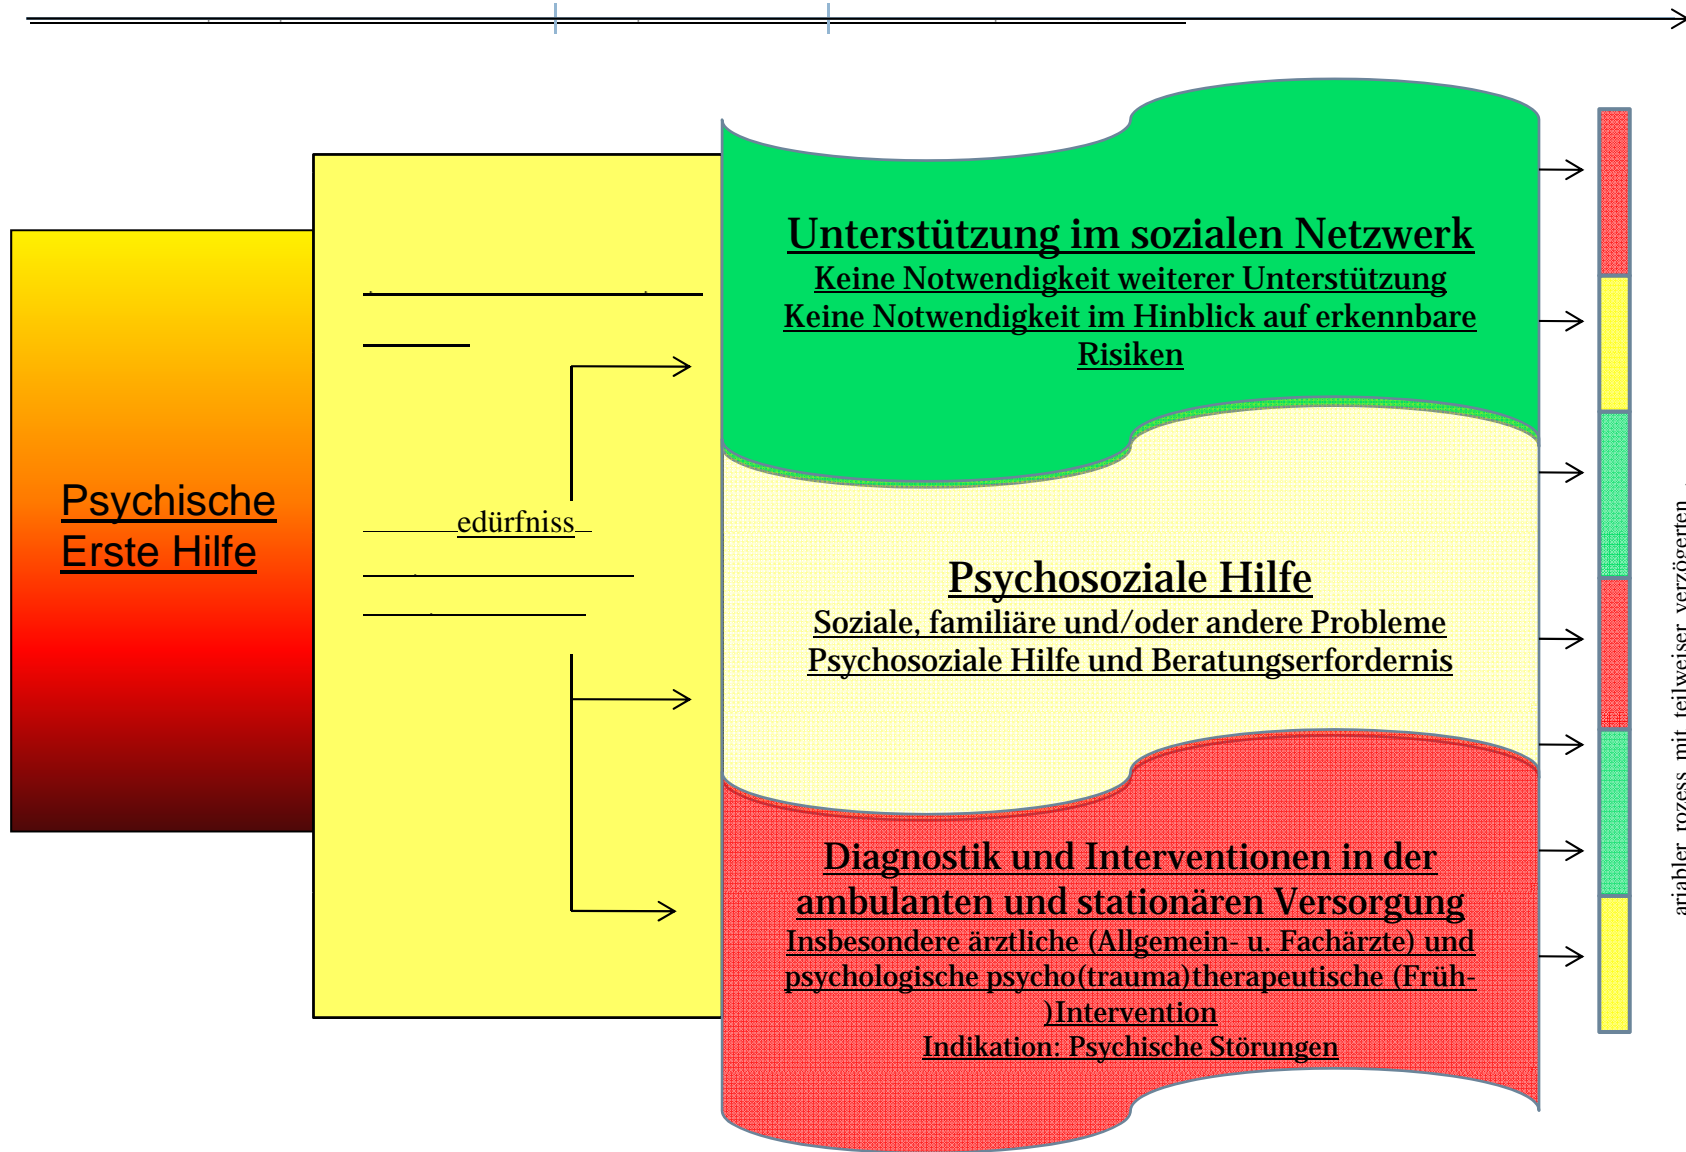 Psychische
Erste Hilfe
edürfniss
Unterstützung im sozialen Netzwerk
Keine Notwendigkeit weiterer Unterstützung
Keine Notwendigkeit im Hinblick auf erkennbare
Risiken
Psychosoziale Hilfe
Soziale, familiäre und/oder andere Probleme
Psychosoziale Hilfe und Beratungserfordernis
Diagnostik und Interventionen in der
ambulanten und stationären Versorgung
Insbesondere ärztliche (Allgemein- u. Fachärzte) und
psychologische psycho(trauma)therapeutische (Früh-
)Intervention
Indikation: Psychische Störungen
ariabler rozess mit teilweiser verzögerten